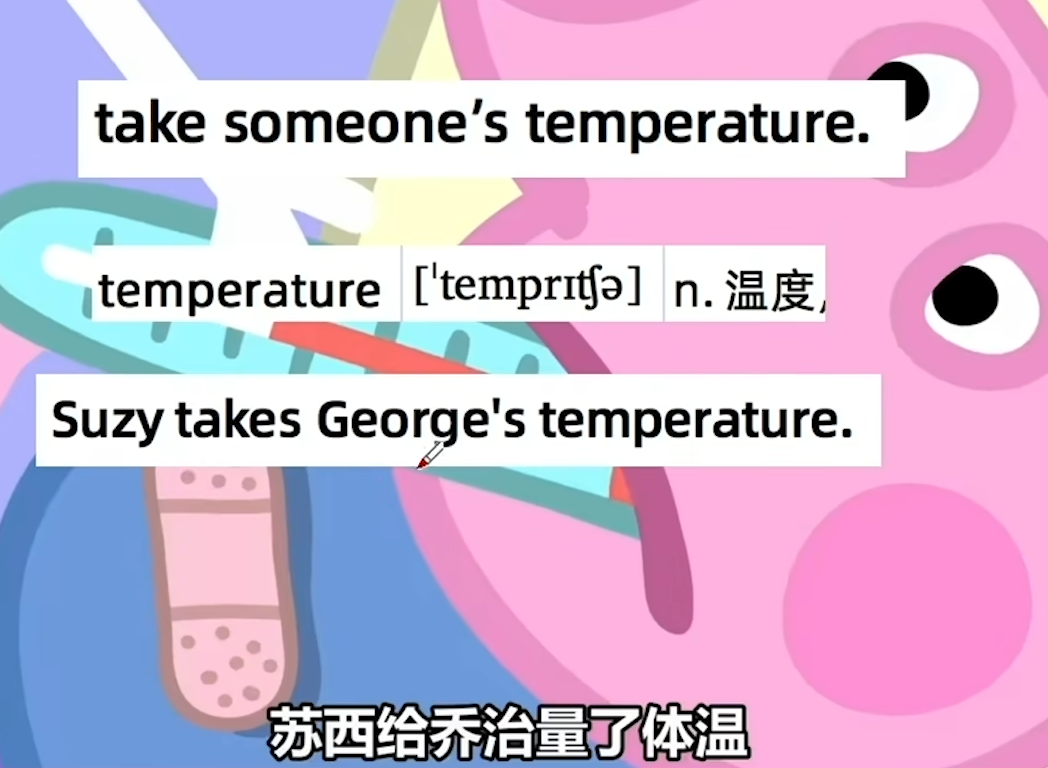 take someone’s temperature.
temperature [ˈtemprɪtʃə] n. 温度,
Suzy takes George's temperature.
苏西给乔治量了体温